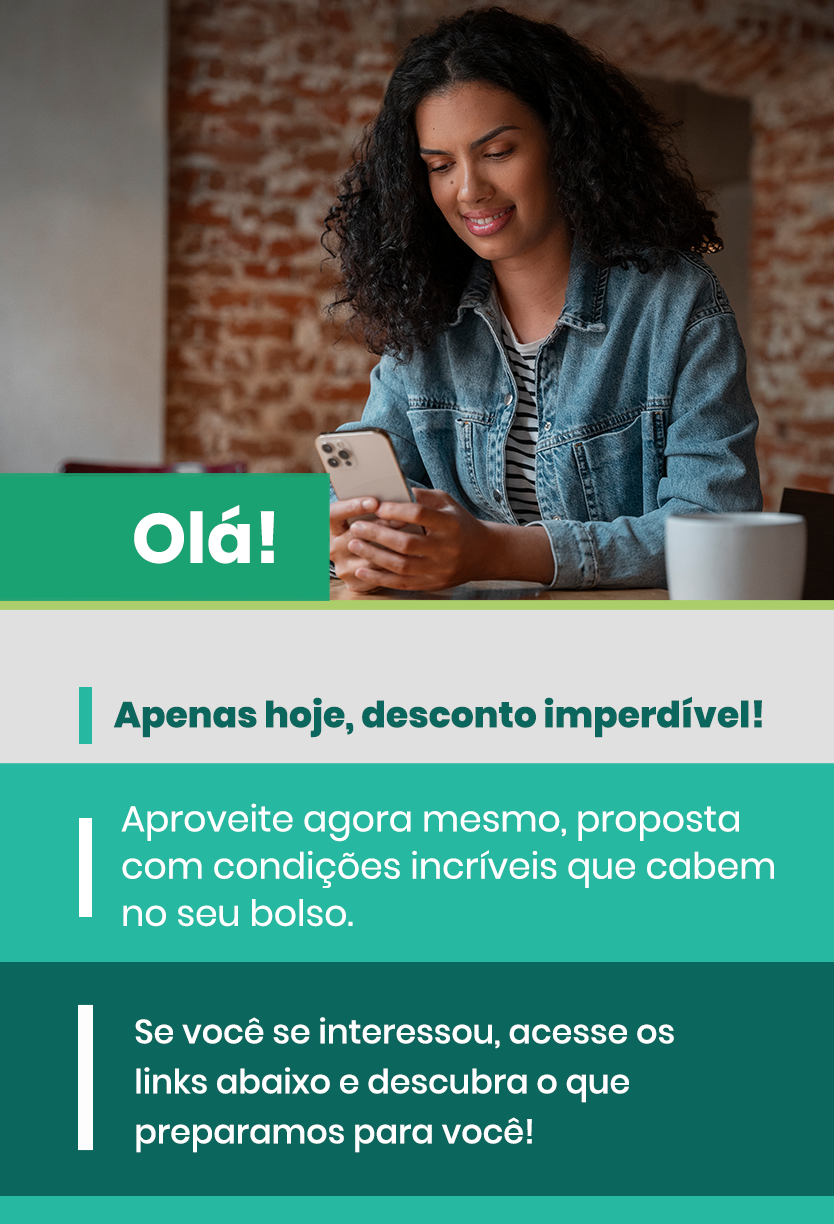 Olá!
Apenas hoje, desconto imperdível!
Aproveite agora mesmo, proposta
com condições incríveis que cabem
no seu bolso.
Se você se interessou, acesse os
links abaixo e descubra o que
preparamos para você!